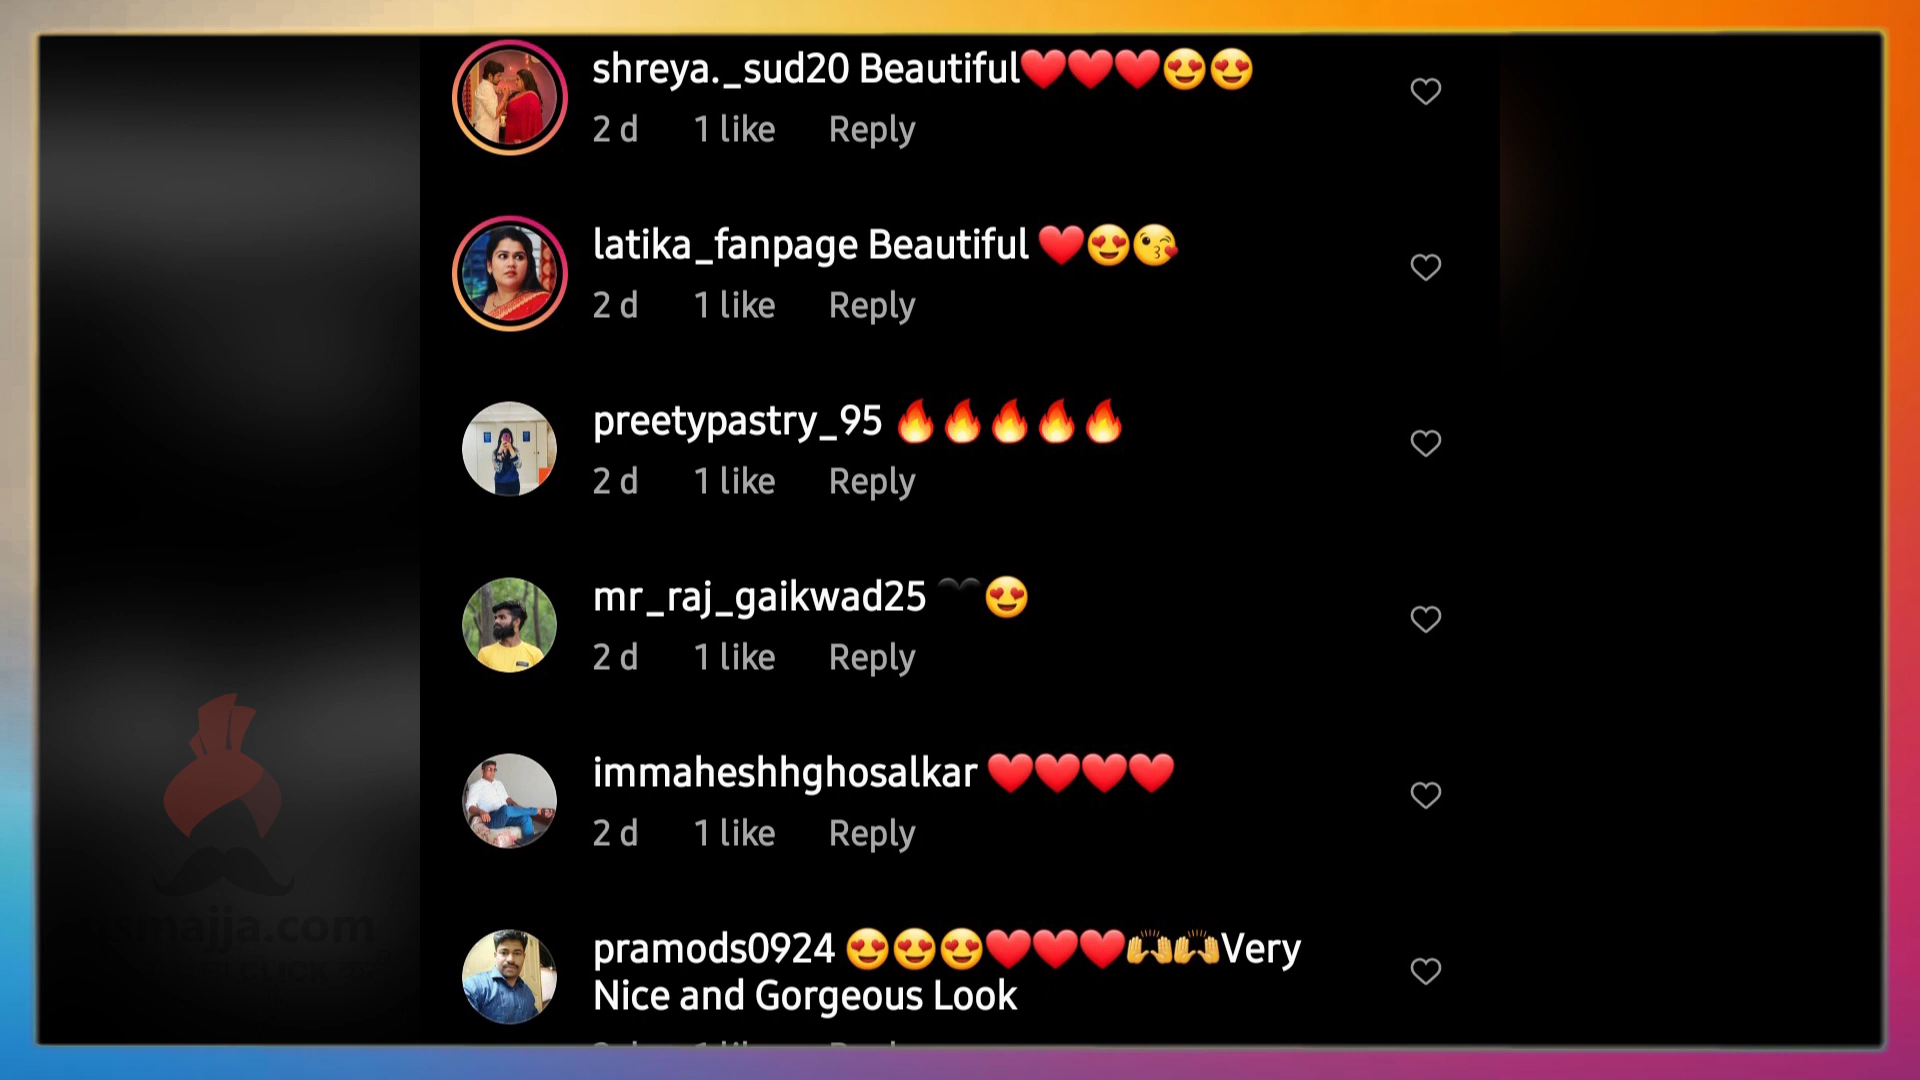 shreya._sud20 Beautiful❤️❤️❤️😍😍
2 d 1 like Reply
latika_fanpage Beautiful ❤️😍😘
2 d 1 like Reply
preetypastry_95 🔥🔥🔥🔥🔥
2 d 1 like Reply
mr_raj_gaikwad25 🖤😍
2 d 1 like Reply
immaheshhghosalkar ❤️❤️❤️❤️
2 d 1 like Reply
pramods0924 😍😍😍❤️❤️❤️🙌🙌Very
Nice and Gorgeous Look